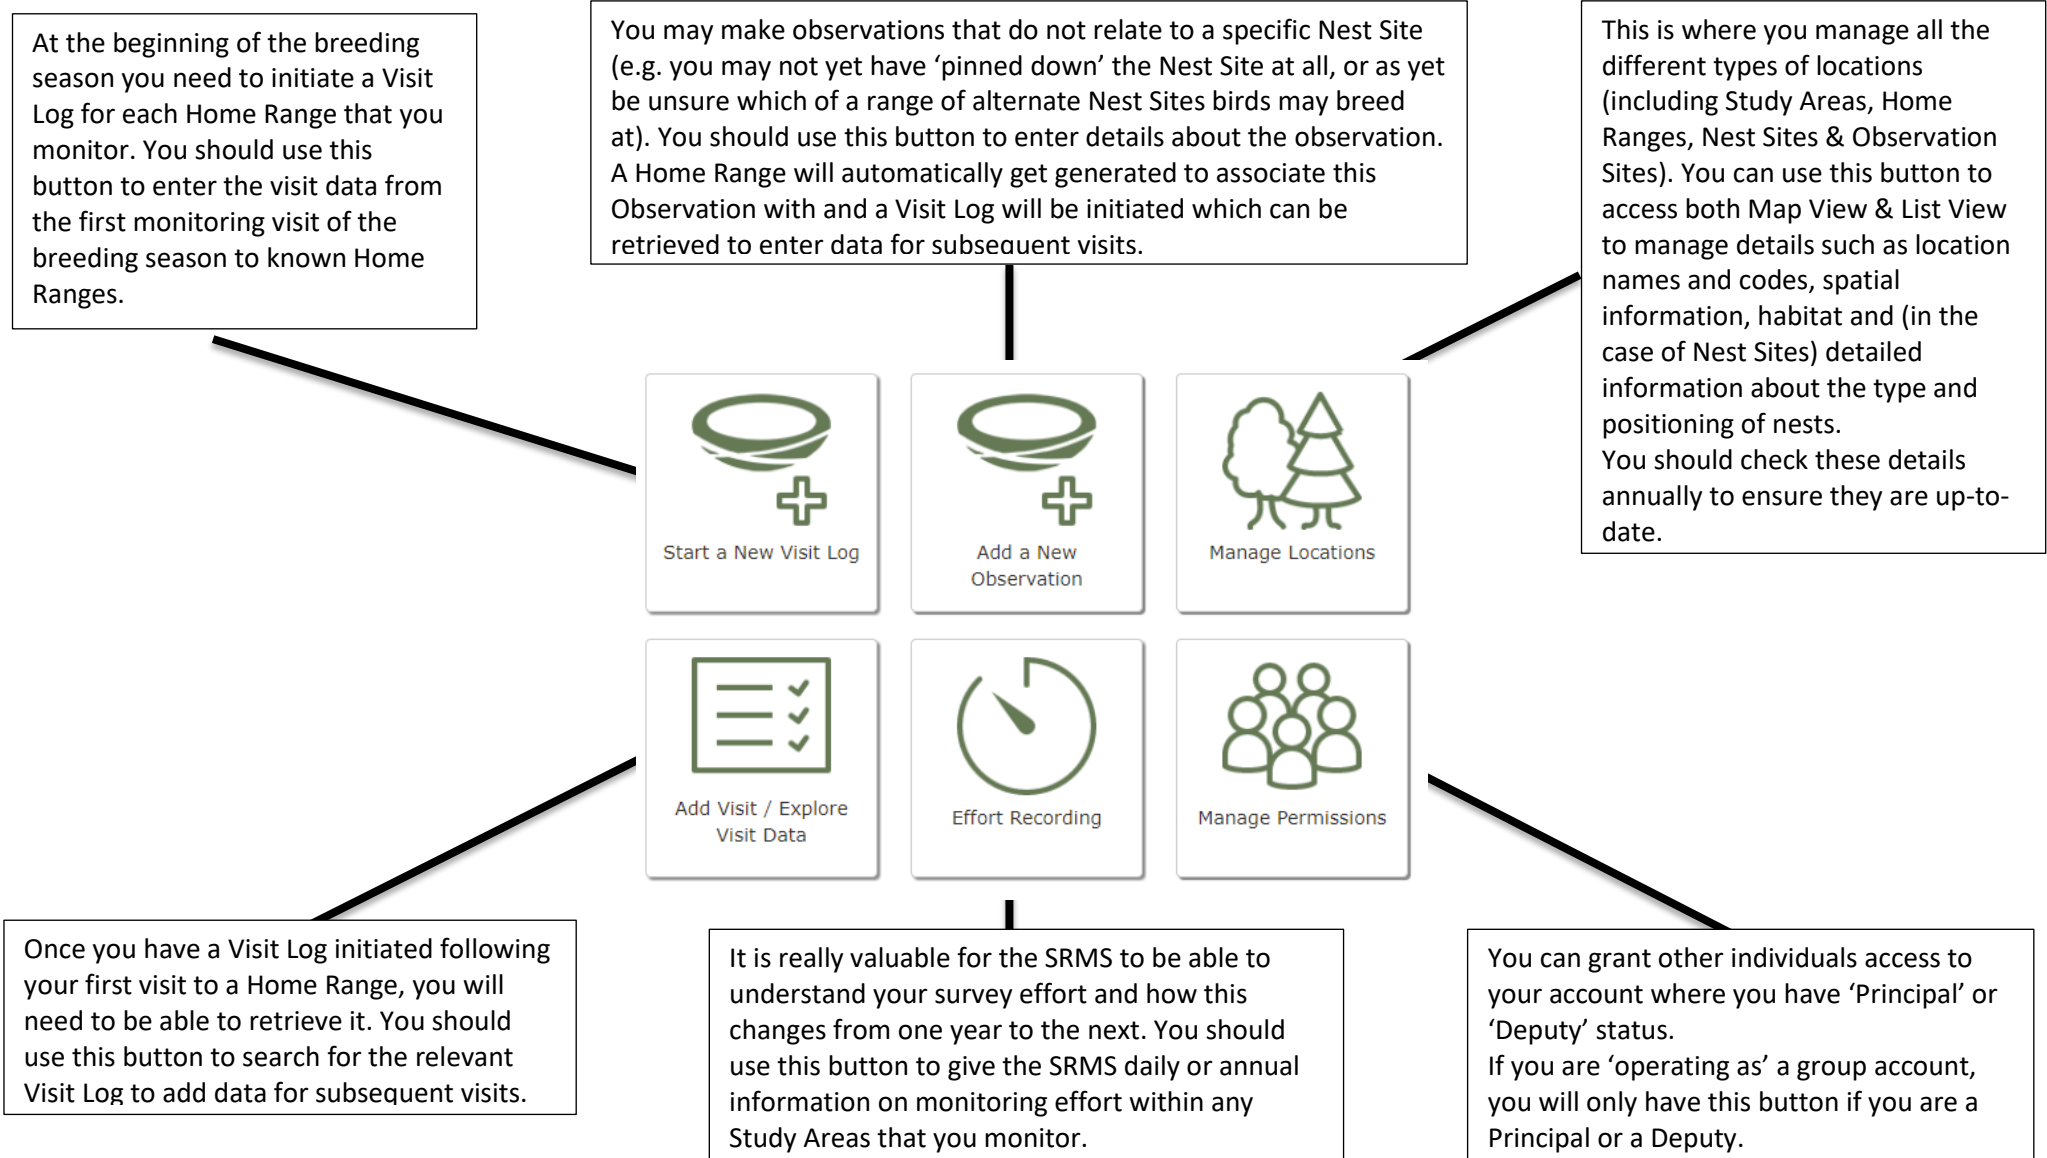 At the beginning of the breeding
season you need to initiate a Visit
Log for each Home Range that you
monitor. You should use this
button to enter the visit data from
the first monitoring visit of the
breeding season to known Home
Ranges.
You may make observations that do not relate to a specific Nest Site
(e.g. you may not yet have ‘pinned down’ the Nest Site at all, or as yet
be unsure which of a range of alternate Nest Sites birds may breed
at). You should use this button to enter details about the observation.
A Home Range will automatically get generated to associate this
Observation with and a Visit Log will be initiated which can be
retrieved to enter data for subsequent visits.
This is where you manage all the
different types of locations
(including Study Areas, Home
Ranges, Nest Sites & Observation
Sites). You can use this button to
access both Map View & List View
to manage details such as location
names and codes, spatial
information, habitat and (in the
case of Nest Sites) detailed
information about the type and
positioning of nests.
You should check these details
annually to ensure they are up-to-
date.
Start a New Visit Log
Add a New
Observation
Manage Locations
Add Visit / Explore
Visit Data
Effort Recording
Manage Permissions
Once you have a Visit Log initiated following
your first visit to a Home Range, you will
need to be able to retrieve it. You should
use this button to search for the relevant
Visit Log to add data for subsequent visits.
It is really valuable for the SRMS to be able to
understand your survey effort and how this
changes from one year to the next. You should
use this button to give the SRMS daily or annual
information on monitoring effort within any
Study Areas that you monitor.
You can grant other individuals access to
your account where you have ‘Principal’ or
‘Deputy’ status.
If you are ‘operating as’ a group account,
you will only have this button if you are a
Principal or a Deputy.